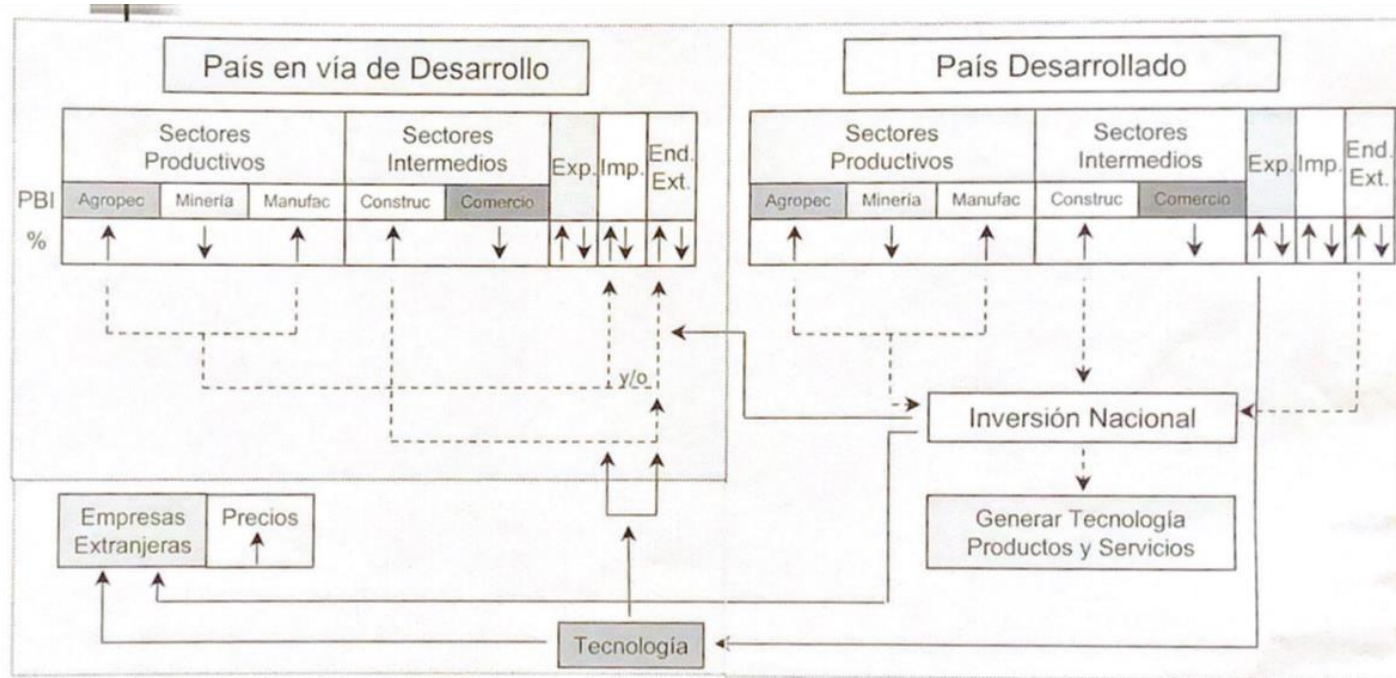 País en vía de Desarrollo
País Desarrollado
Sectores
Productivos
Sectores
Intermedios
Exp.
Imp.
End.
Ext.
PBI
Agropec
Minería
Manufac
Construc
Comercio
%
y/o
Sectores
Productivos
Sectores
Intermedios
Exp.
Imp.
End.
Ext.
Agropec
Minería
Manufac
Construc
Comercio
Inversión Nacional
Generar Tecnología
Productos y Servicios
Empresas
Extranjeras
Precios
Tecnología